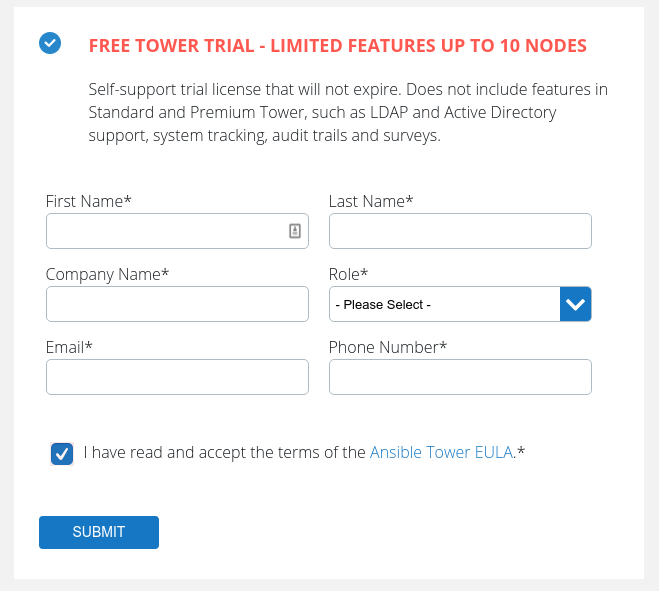 FREE TOWER TRIAL - LIMITED FEATURES UP TO 10 NODES
Self-support trial license that will not expire. Does not include features in
Standard and Premium Tower, such as LDAP and Active Directory
support, system tracking, audit trails and surveys.
First Name*
Last Name*
Company Name*
Role*
- Please Select -
Email*
Phone Number*
I have read and accept the terms of the Ansible Tower EULA.*
SUBMIT